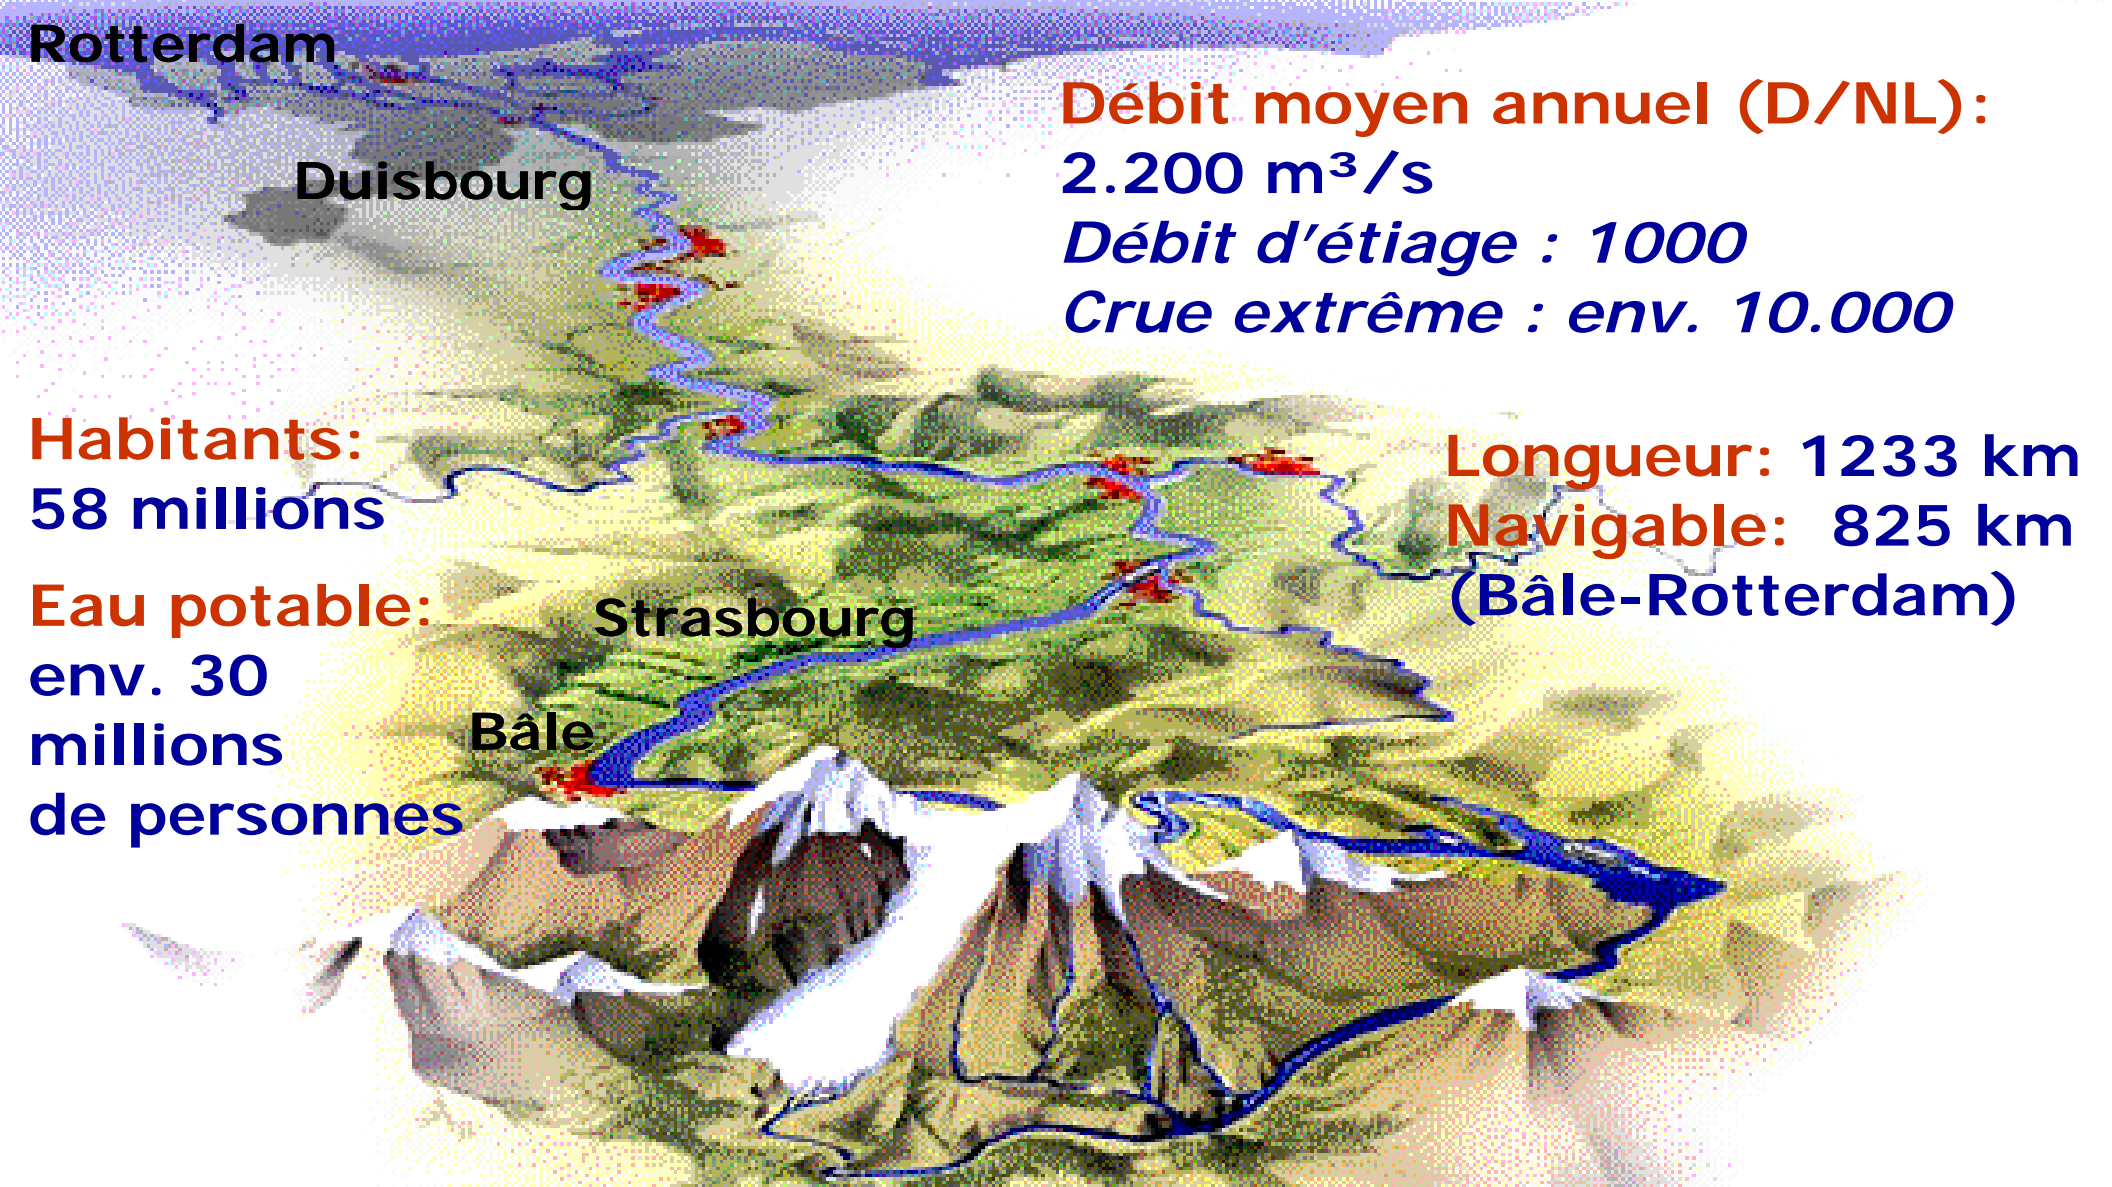 Rotterdam
Duisbourg
Débit moyen annuel (D/NL):
2.200 m³/s
Débit d'étiage : 1000
Crue extrême : env. 10.000
Habitants:
58 millions
Longueur: 1233 km
Navigable: 825 km
(Bâle-Rotterdam)
Eau potable:
env. 30
millions
de personnes
Strasbourg
Bâle